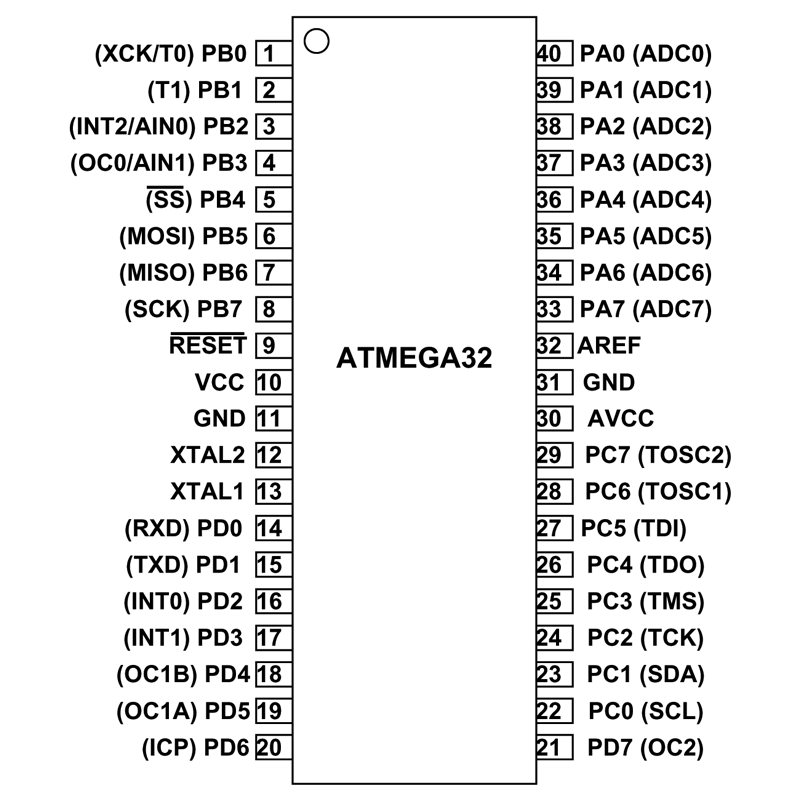 (XCK/T0) PB0 1 40 PA0 (ADC0)
(T1) PB1 2 39 PA1 (ADC1)
(INT2/AIN0) PB2 3 38 PA2 (ADC2)
(OC0/AIN1) PB3 4 37 PA3 (ADC3)
(SS) PB4 5 36 PA4 (ADC4)
(MOSI) PB5 6 35 PA5 (ADC5)
(MISO) PB6 7 34 PA6 (ADC6)
(SCK) PB7 8 33 PA7 (ADC7)
RESET 9 32 AREF
ATMEGA32
VCC 10 31 GND
GND 11 30 AVCC
XTAL2 12 29 PC7 (TOSC2)
XTAL1 13 28 PC6 (TOSC1)
(RXD) PD0 14 27 PC5 (TDI)
(TXD) PD1 15 26 PC4 (TDO)
(INT0) PD2 16 25 PC3 (TMS)
(INT1) PD3 17 24 PC2 (TCK)
(OC1B) PD4 18 23 PC1 (SDA)
(OC1A) PD5 19 22 PC0 (SCL)
(ICP) PD6 20 21 PD7 (OC2)